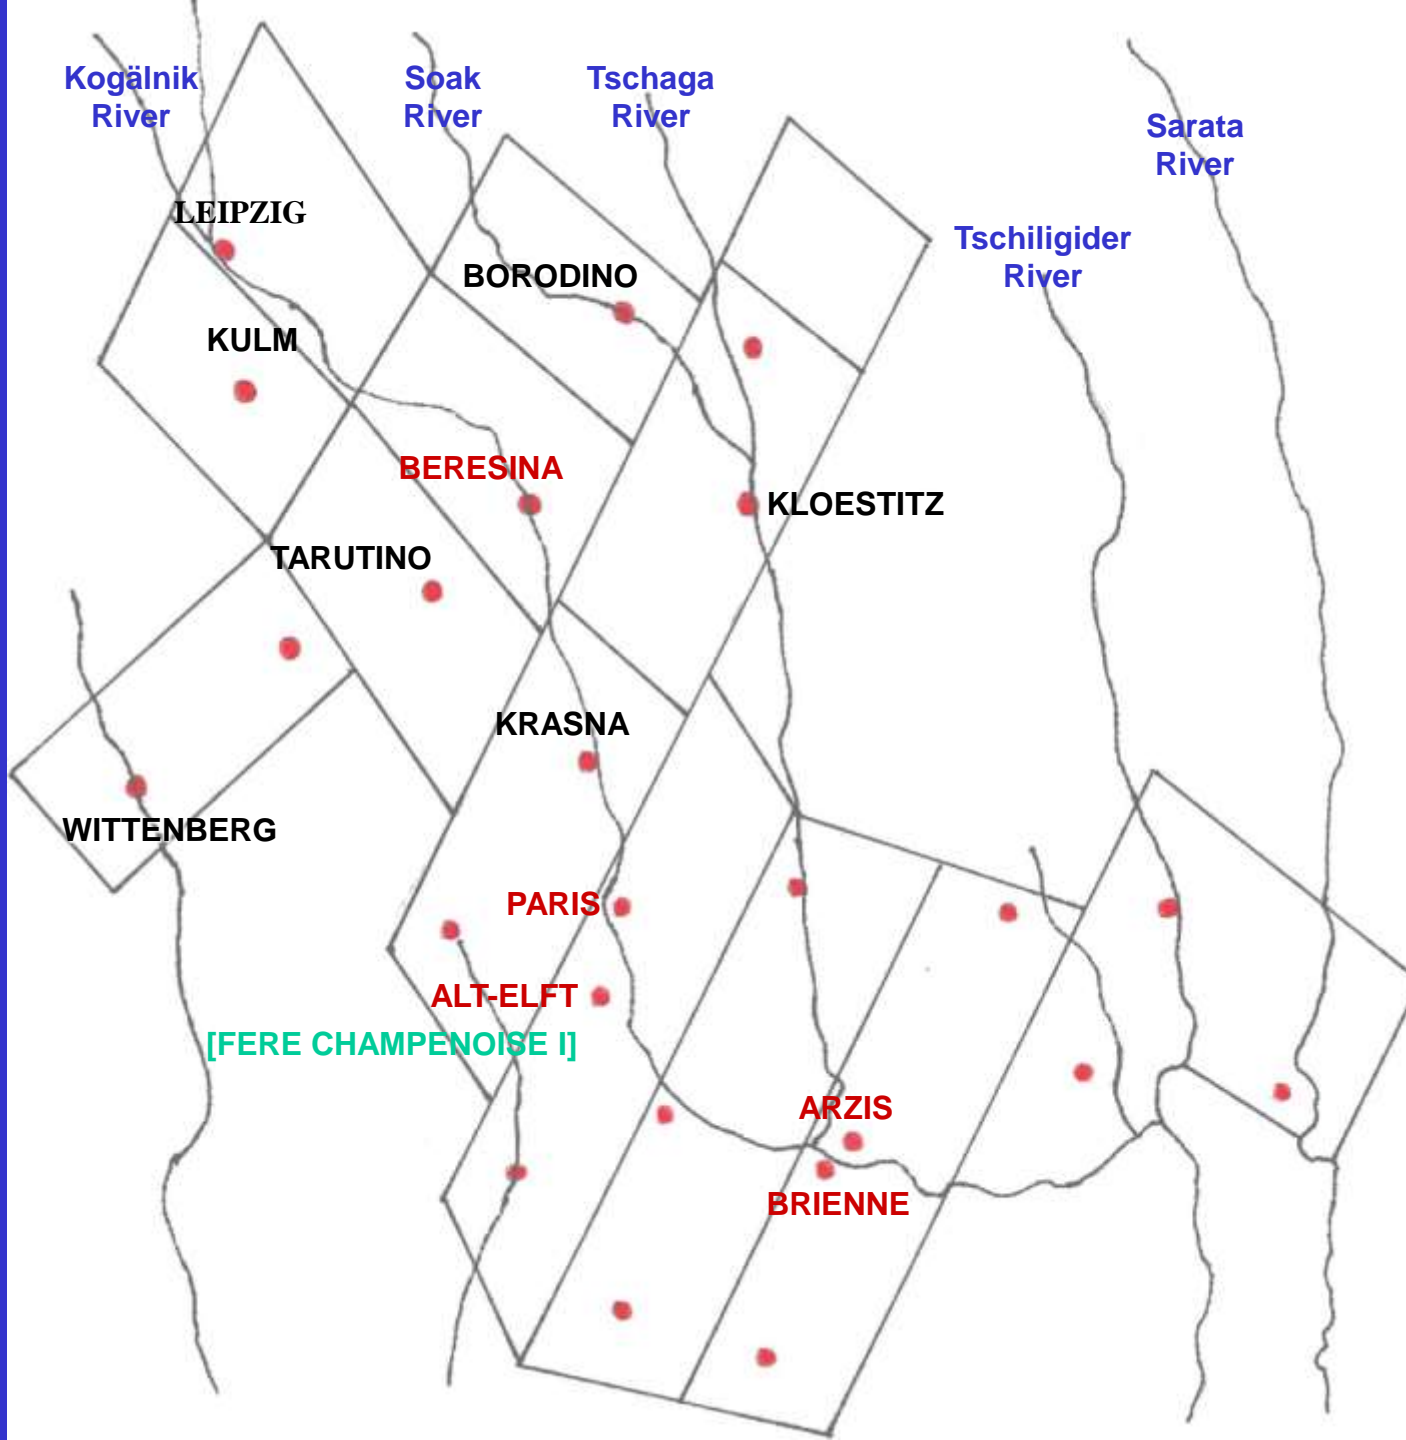 Kogälnik
River
Soak
River
Tschaga
River
Sarata
River
LEIPZIG
Tschiligider
River
BORODINO
KULM
BERESINA
KLOESTITZ
TARUTINO
KRASNA
WITTENBERG
PARIS
ALT-ELFT
[FERE CHAMPENOISE I]
ARZIS
BRIENNE